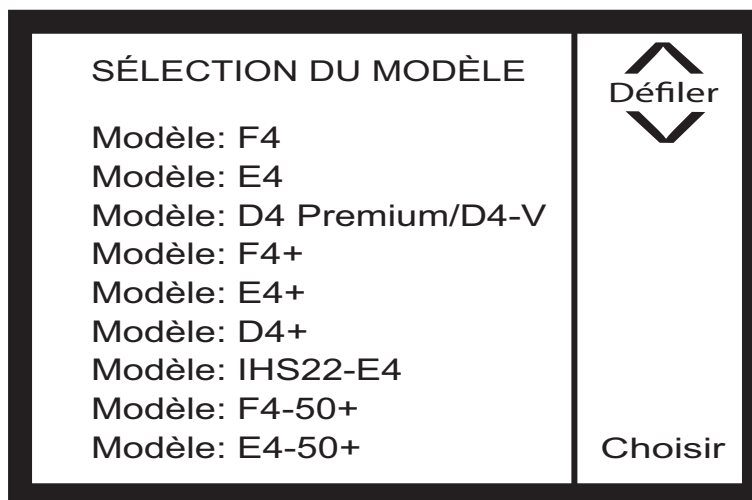 SÉLECTION DU MODÈLE
Modèle: F4
Modèle: E4
Modèle: D4 Premium/D4-V
Modèle: F4+
Modèle: E4+
Modèle: D4+
Modèle: IHS22-E4
Modèle: F4-50+
Modèle: E4-50+
Défiler
Choisir